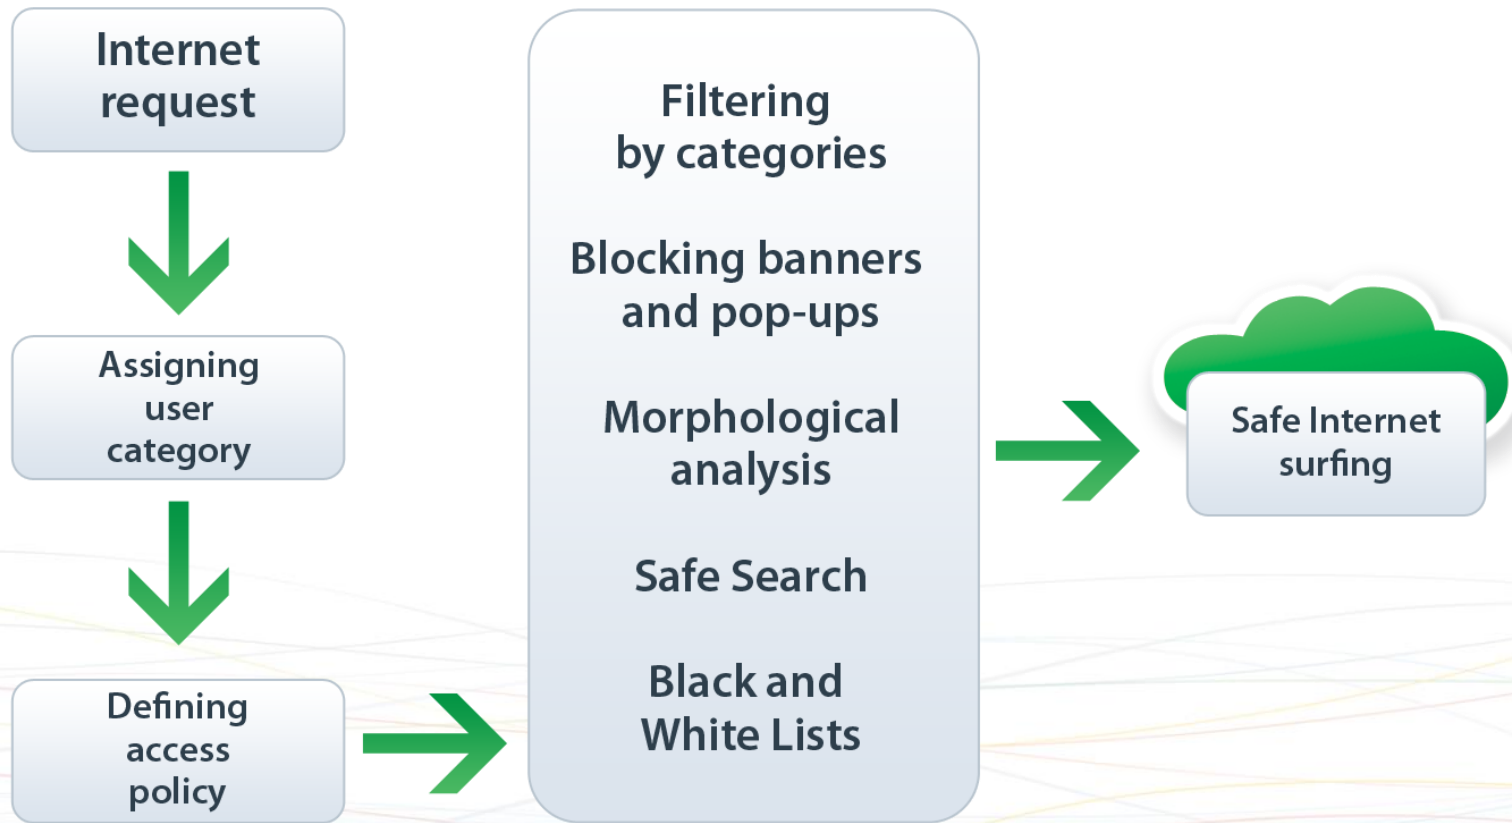 Internet
request
Assigning
user
category
Defining
access
policy
Filtering
by categories
Blocking banners
and pop-ups
Morphological
analysis
Safe Search
Black and
White Lists
Safe Internet
surfing